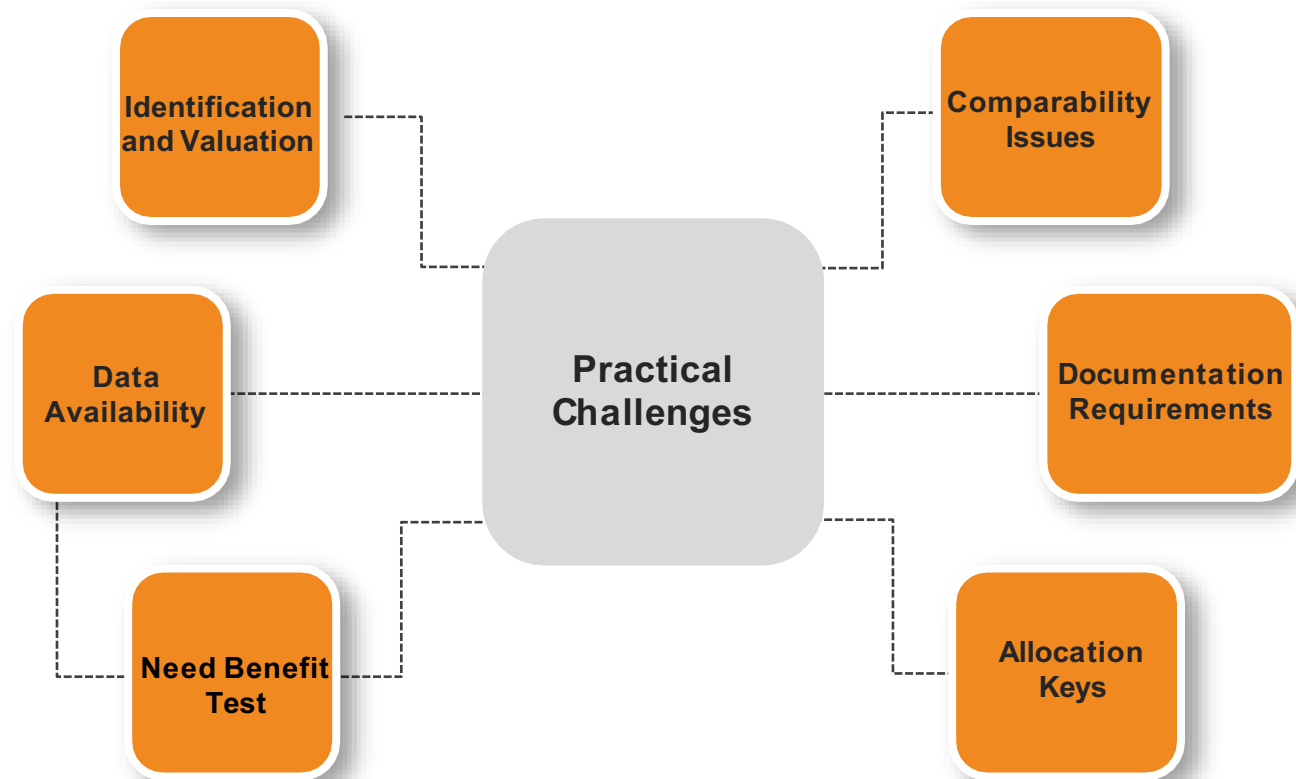 Identification
and Valuation
Comparability
Issues
Data
Availability
Practical
Challenges
Documentation
Requirements
Need Benefit
Test
Allocation
Keys